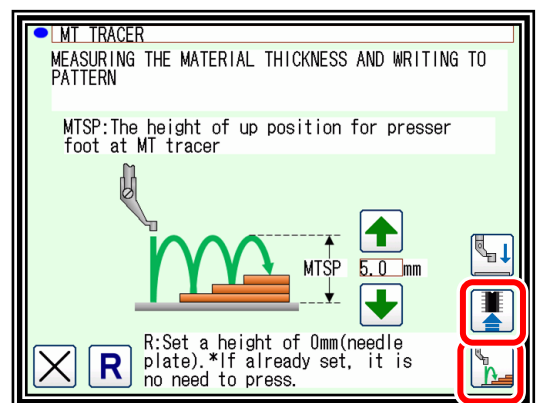 MT TRACER
MEASURING THE MATERIAL THICKNESS AND WRITING TO
PATTERN
MTSP:The height of up position for presser
foot at MT tracer
MTSP 5.0 mm
R:Set a height of 0mm(needle
plate).*If already set, it is
no need to press.
R